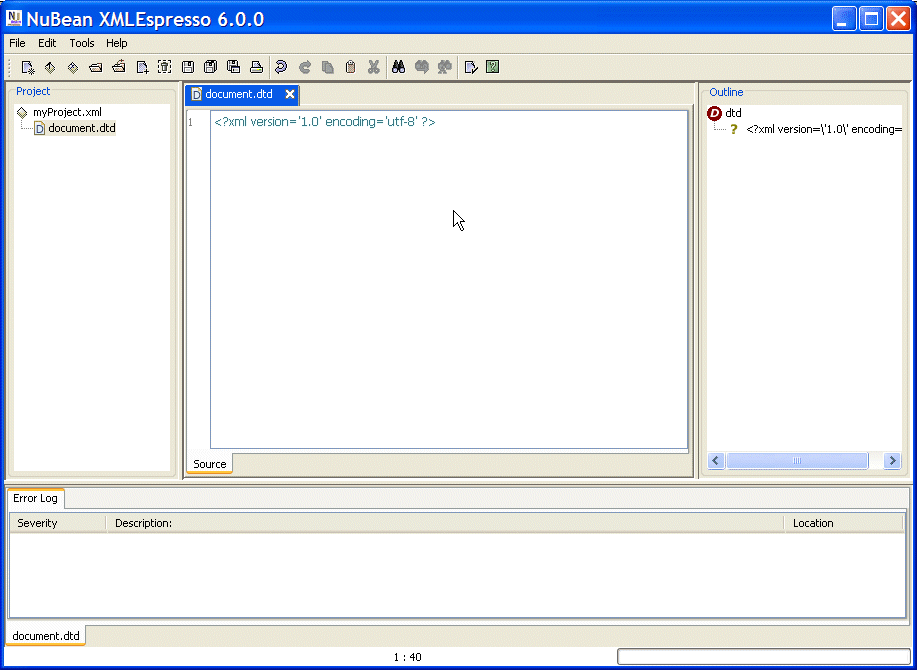 NuBean XMLEspresso 6.0.0
File Edit Tools Help
Project
myProject.xml
document.dtd
document.dtd
1 <?xml version='1.0' encoding='utf-8' ?>
Source
Outline
dtd
? <?xml version=\'1.0\' encoding=
Error Log
Severity Description: Location
document.dtd
1 : 40